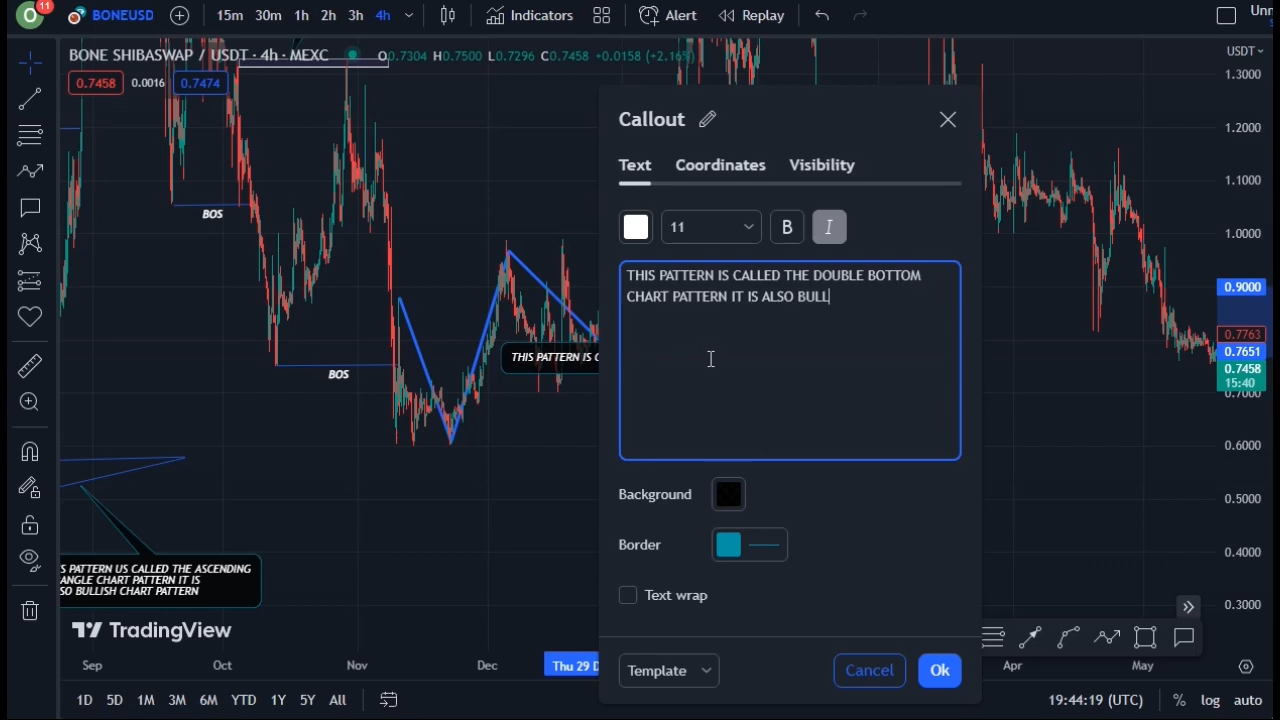 O
11
BONEUSD
15m 30m 1h 2h 3h 4h
Indicators
Alert
Replay
Unn
BONE SHIBASWAP / USDT · 4h · MEXC
O0.7304 H0.7500 L0.7296 C0.7458 +0.0158 (+2.16%)
0.7458 0.0016 0.7474
USDT
1.3000
1.2000
1.1000
1.0000
0.9000
0.7763
0.7651
0.7458
15:40
0.7000
0.6000
0.5000
0.4000
0.3000
BOS
BOS
THIS PATTERN IS C
S PATTERN US CALLED THE ASCENDING
ANGLE CHART PATTERN IT IS
SO BULLISH CHART PATTERN
TradingView
Callout
Text Coordinates Visibility
11 B I
THIS PATTERN IS CALLED THE DOUBLE BOTTOM
CHART PATTERN IT IS ALSO BULL
Background
Border
Text wrap
Template Cancel Ok
Sep Oct Nov Dec Thu 29 D Apr May
1D 5D 1M 3M 6M YTD 1Y 5Y All
19:44:19 (UTC) % log auto